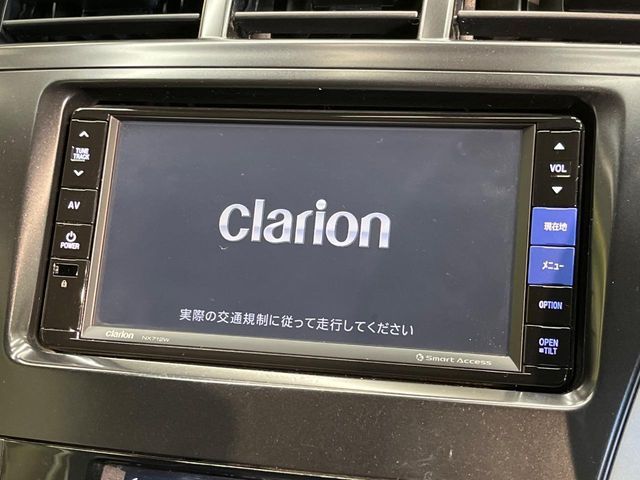 TUNE
TRACK
AV
POWER
clarion
実際の交通規制に従って走行してください
clarion
NX712W
Smart Access
VOL
現在地
メニュー
OPTION
OPEN
TILT